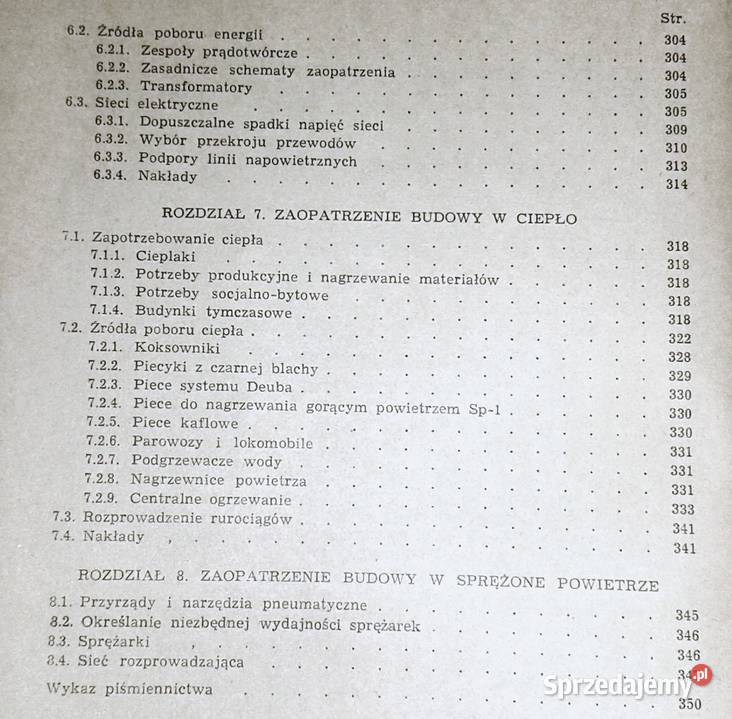 Str.
6.2. Źródła poboru energii . . . . . . . . . . . . 304
6.2.1. Zespoły prądotwórcze . . . . . . . . . . . 304
6.2.2. Zasadnicze schematy zaopatrzenia . . . . . . . . 304
6.2.3. Transformatory . . . . . . . . . . . . 305
6.3. Sieci elektryczne . . . . . . . . . . . . . 305
6.3.1. Dopuszczalne spadki napięć sieci . . . . . . . . 309
6.3.2. Wybór przekroju przewodów . . . . . . . . . 310
6.3.3. Podpory linii napowietrznych . . . . . . . . . 313
6.3.4. Nakłady . . . . . . . . . . . . . 314
ROZDZIAŁ 7. ZAOPATRZENIE BUDOWY W CIEPŁO
7.1. Zapotrzebowanie ciepła . . . . . . . . . . . . 318
7.1.1. Cieplaki . . . . . . . . . . . . . 318
7.1.2. Potrzeby produkcyjne i nagrzewanie materiałów . . . . . 318
7.1.3. Potrzeby socjalno-bytowe . . . . . . . . . . 318
7.1.4. Budynki tymczasowe . . . . . . . . . . . 318
7.2. Źródła poboru ciepła . . . . . . . . . . . . . 322
7.2.1. Koksowniki . . . . . . . . . . . . . 328
7.2.2. Piecyki z czarnej blachy . . . . . . . . . . 329
7.2.3. Piece systemu Deuba . . . . . . . . . . . 330
7.2.4. Piece do nagrzewania gorącym powietrzem Sp-1 . . . . . 330
7.2.5. Piece kaflowe . . . . . . . . . . . . . 330
7.2.6. Parowozy i lokomobile . . . . . . . . . . . 331
7.2.7. Podgrzewacze wody . . . . . . . . . . . 331
7.2.8. Nagrzewnice powietrza . . . . . . . . . . . 331
7.2.9. Centralne ogrzewanie . . . . . . . . . . . 333
7.3. Rozprowadzenie rurociągów . . . . . . . . . . . 341
7.4. Nakłady , . . . . . . . . . . . . . . 341
ROZDZIAŁ 8. ZAOPATRZENIE BUDOWY W SPRĘŻONE POWIETRZE
8.1. Przyrządy i narzędzia pneumatyczne . . . . . . . . . 345
8.2. Określanie niezbędnej wydajności sprężarek . . . . . . . 346
8.3. Sprężarki , . . . . . . . . . . . . . . 346
8.4. Sieć rozprowadzająca . . . . . . . . . . . .
Wykaz piśmiennictwa . . . . . . . . . . . . . 350
Sprzedajemy.pl